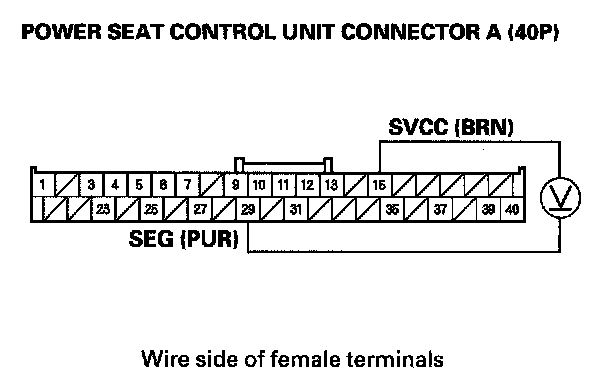 POWER SEAT CONTROL UNIT CONNECTOR A (40P)
SVCC (BRN)
1 3 4 5 6 7 9 10 11 12 13 15
23 25 27 29 31 35 37 39 40
SEG (PUR)
V
Wire side of female terminals